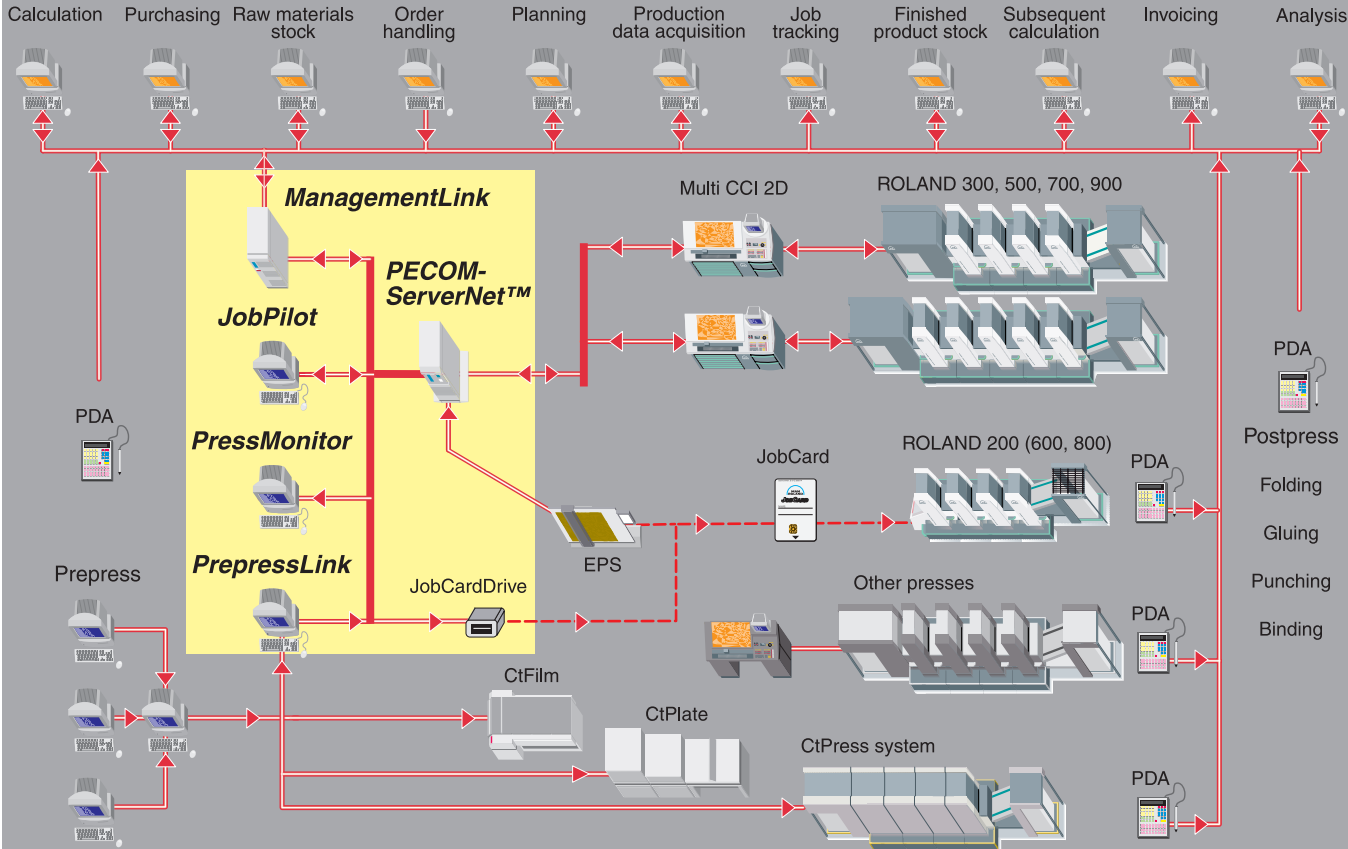 Calculation
Purchasing
Raw materials
stock
Order
handling
Planning
Production
data acquisition
Job
tracking
Finished
product stock
Subsequent
calculation
Invoicing
Analysis
ManagementLink
PECOM-
ServerNet™
JobPilot
PressMonitor
PrepressLink
JobCardDrive
Multi CCI 2D
ROLAND 300, 500, 700, 900
PDA
PDA
Postpress
Folding
Gluing
Punching
Binding
JobCard
JOBCARD
ROLAND 200 (600, 800)
PDA
EPS
Prepress
Other presses
PDA
CtFilm
CtPlate
CtPress system
PDA